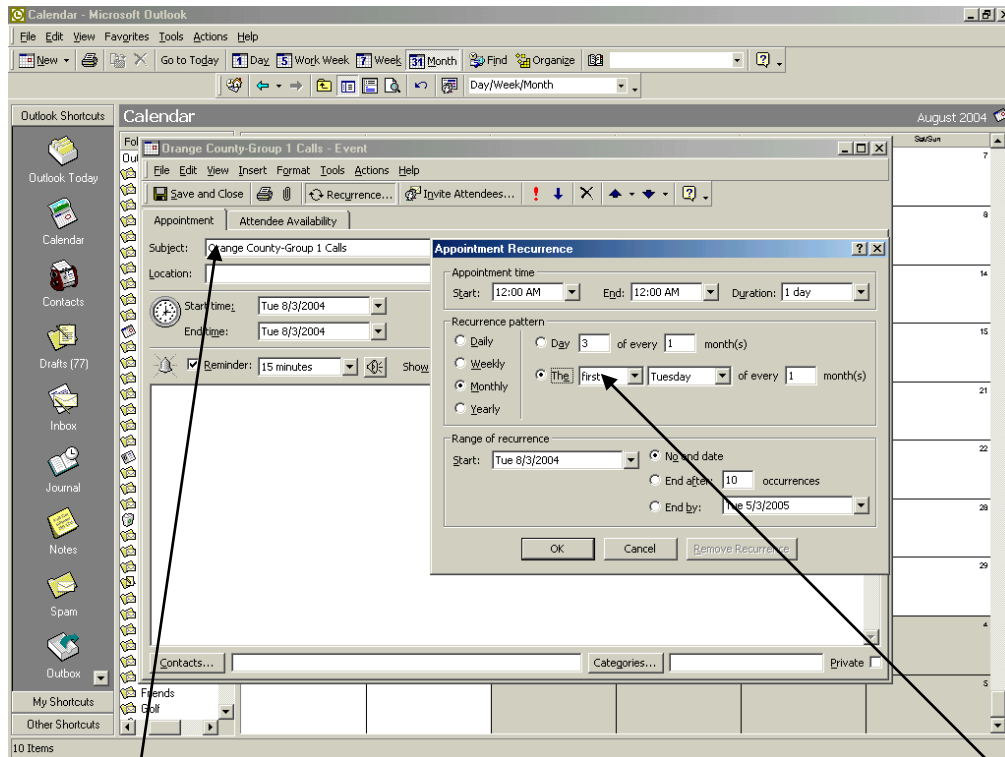 Calendar - Microsoft Outlook
File Edit View Favorites Tools Actions Help
New Go to Today 1 Day 5 Work Week 7 Week 31 Month Find Organize
Day/Week/Month
Outlook Shortcuts
Calendar
August 2004
Outlook Today
Calendar
Contacts
Drafts (77)
Inbox
Journal
Notes
Spam
Outbox
My Shortcuts
Other Shortcuts
10 Items
Fol
Out
Friends
Golf
Sat/Sun
7
8
14
15
21
22
28
29
4
5
Orange County-Group 1 Calls - Event
File Edit View Insert Format Tools Actions Help
Save and Close Recurrence... Invite Attendees...
Appointment Attendee Availability
Subject: Orange County-Group 1 Calls
Location:
Start time: Tue 8/3/2004
End time: Tue 8/3/2004
Reminder: 15 minutes Show
Contacts... Categories... Private
Appointment Recurrence
Appointment time
Start: 12:00 AM End: 12:00 AM Duration: 1 day
Recurrence pattern
Daily
Weekly
Monthly
Yearly
Day 3 of every 1 month(s)
The first Tuesday of every 1 month(s)
Range of recurrence
Start: Tue 8/3/2004
No end date
End after: 10 occurrences
End by: Tue 5/3/2005
OK Cancel Remove Recurrence